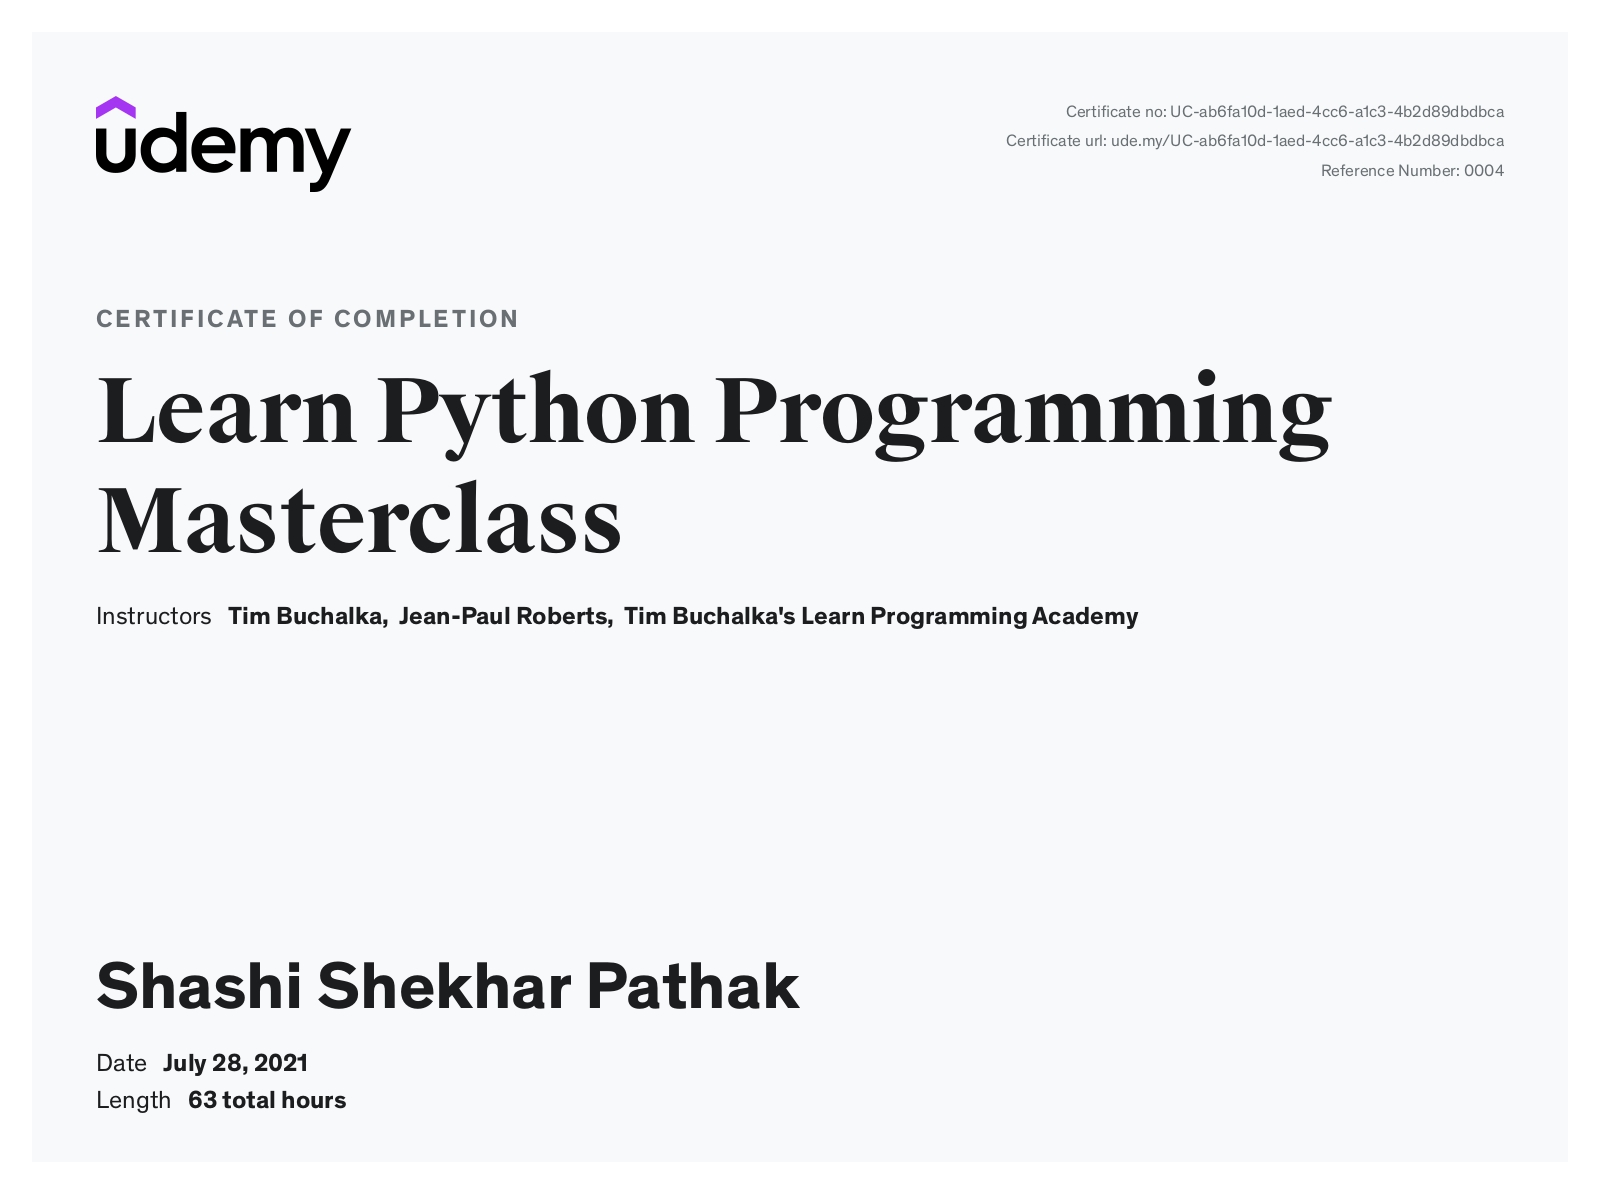 udemy
Certificate no: UC-ab6fa10d-1aed-4cc6-a1c3-4b2d89dbdbca
Certificate url: ude.my/UC-ab6fa10d-1aed-4cc6-a1c3-4b2d89dbdbca
Reference Number: 0004
CERTIFICATE OF COMPLETION
Learn Python Programming
Masterclass
Instructors Tim Buchalka, Jean-Paul Roberts, Tim Buchalka's Learn Programming Academy
Shashi Shekhar Pathak
Date July 28, 2021
Length 63 total hours